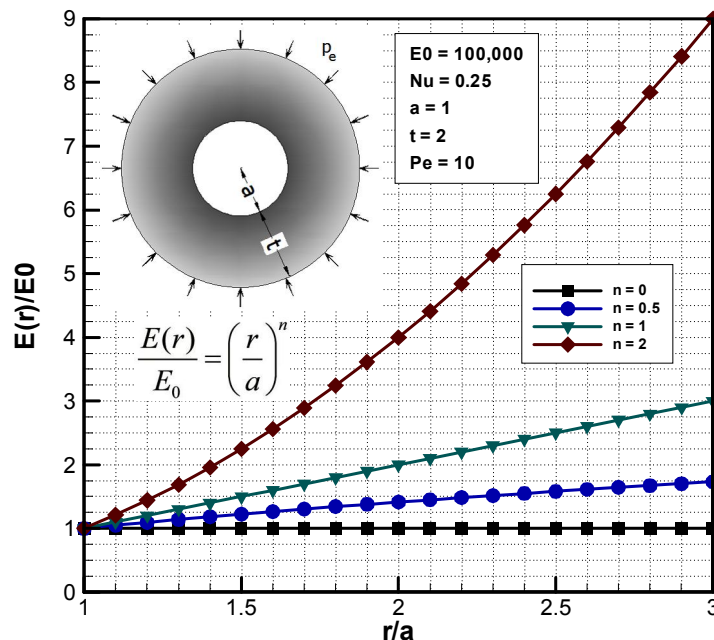 9
8
7
6
5
4
3
2
1
0
E(r)/E0
p_e
a
t
E(r)/E_0 = (r/a)^n
E0 = 100,000
Nu = 0.25
a = 1
t = 2
Pe = 10
n = 0
n = 0.5
n = 1
n = 2
1
1.5
2
2.5
3
r/a